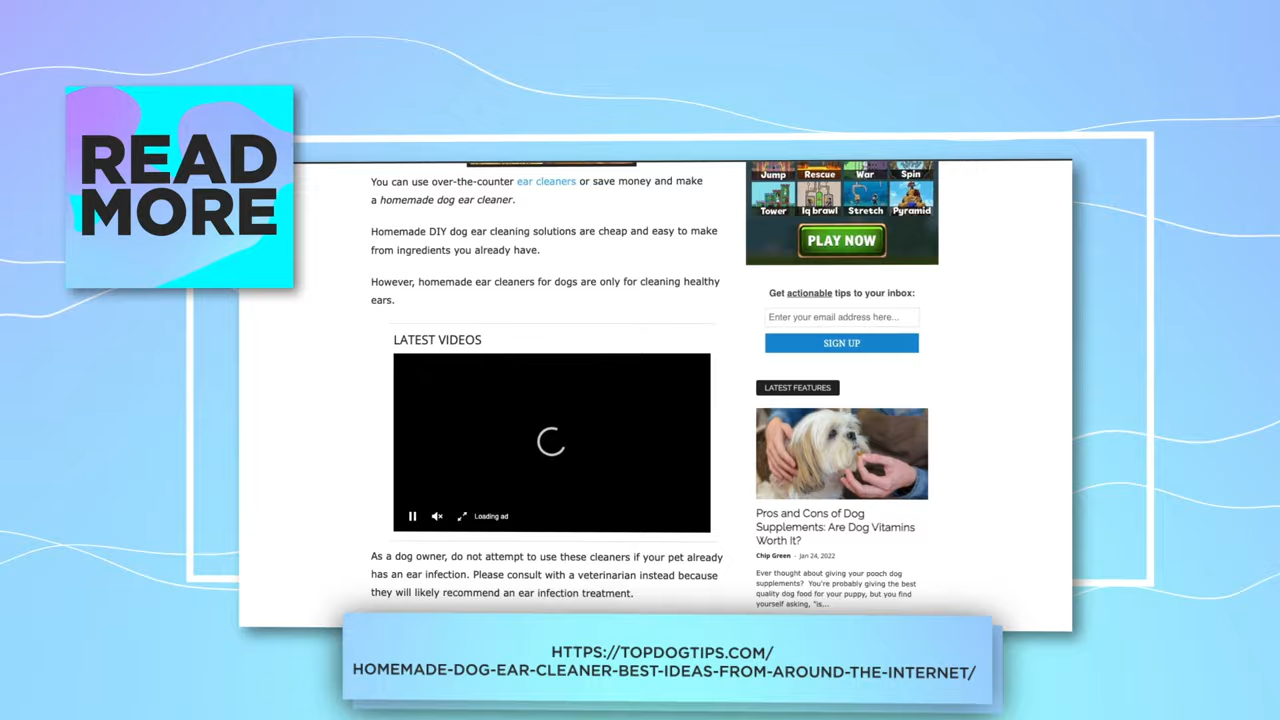 READ
MORE
You can use over-the-counter ear cleaners or save money and make
a homemade dog ear cleaner.
Homemade DIY dog ear cleaning solutions are cheap and easy to make
from ingredients you already have.
However, homemade ear cleaners for dogs are only for cleaning healthy
ears.
LATEST VIDEOS
Loading ad
As a dog owner, do not attempt to use these cleaners if your pet already
has an ear infection. Please consult with a veterinarian instead because
they will likely recommend an ear infection treatment.
Jump Rescue War Spin
Tower Iq brawl Stretch Pyramid
PLAY NOW
Get actionable tips to your inbox:
Enter your email address here...
SIGN UP
LATEST FEATURES
Pros and Cons of Dog
Supplements: Are Dog Vitamins
Worth It?
Chip Green - Jan 24, 2022
Ever thought about giving your pooch dog
supplements? You're probably giving the best
quality dog food for your puppy, but you find
yourself asking, "is...
HTTPS://TOPDOGTIPS.COM/
HOMEMADE-DOG-EAR-CLEANER-BEST-IDEAS-FROM-AROUND-THE-INTERNET/